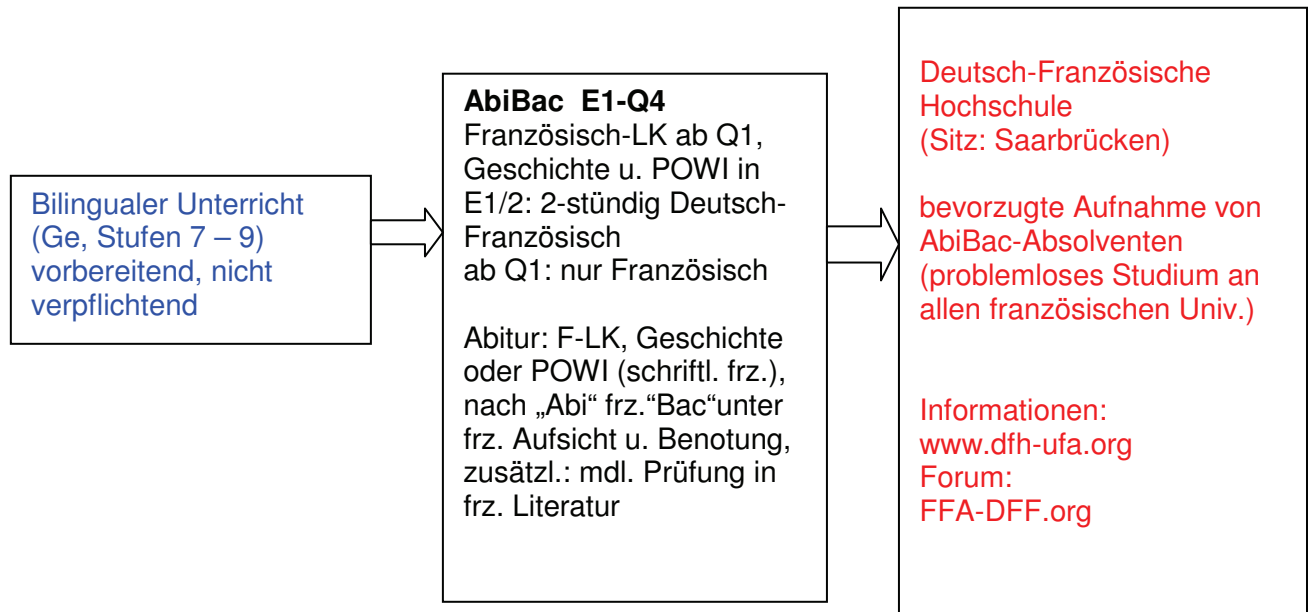 Bilingualer Unterricht
(Ge, Stufen 7 – 9)
vorbereitend, nicht
verpflichtend
AbiBac E1-Q4
Französisch-LK ab Q1,
Geschichte u. POWI in
E1/2: 2-stündig Deutsch-
Französisch
ab Q1: nur Französisch
Abitur: F-LK, Geschichte
oder POWI (schriftl. frz.),
nach „Abi“ frz.“Bac“unter
frz. Aufsicht u. Benotung,
zusätzl.: mdl. Prüfung in
frz. Literatur
Deutsch-Französische
Hochschule
(Sitz: Saarbrücken)
bevorzugte Aufnahme von
AbiBac-Absolventen
(problemloses Studium an
allen französischen Univ.)
Informationen:
www.dfh-ufa.org
Forum:
FFA-DFF.org